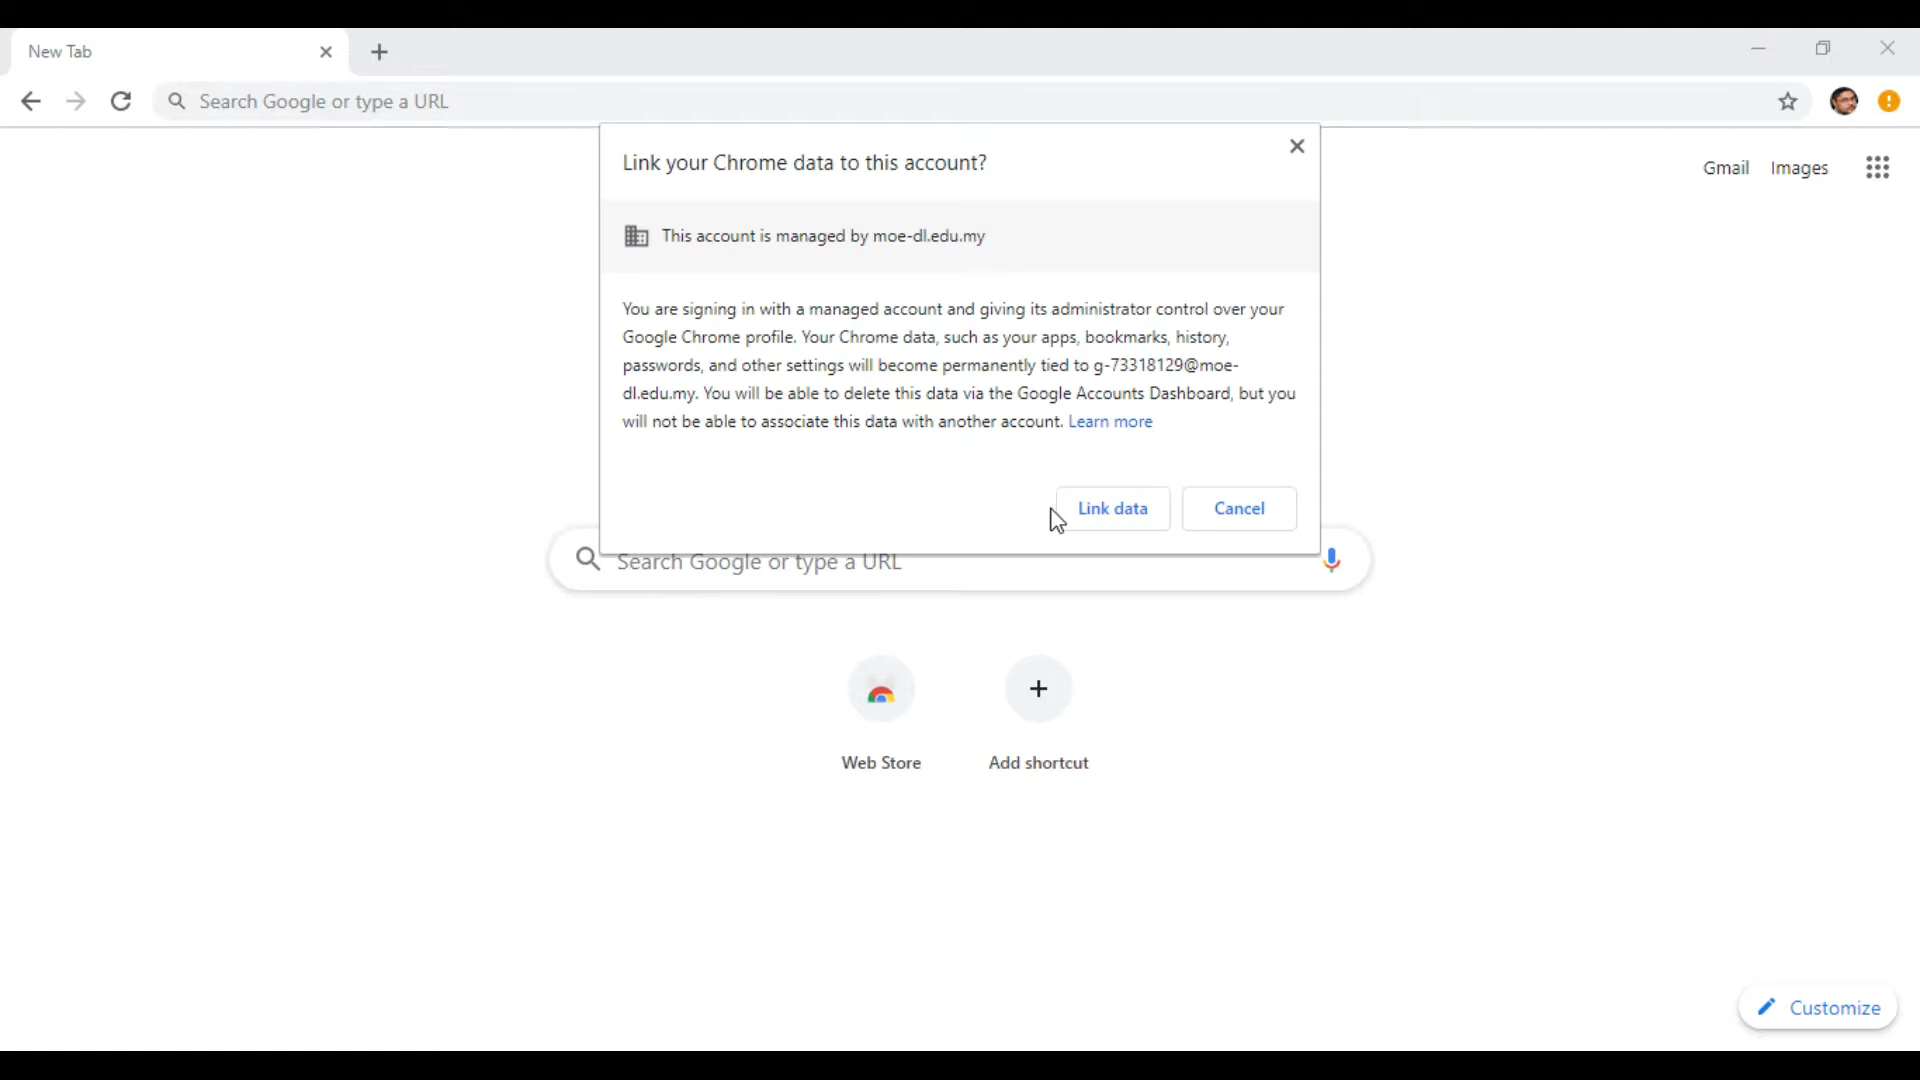 New Tab
Search Google or type a URL
Link your Chrome data to this account?
Gmail Images
This account is managed by moe-dl.edu.my
You are signing in with a managed account and giving its administrator control over your
Google Chrome profile. Your Chrome data, such as your apps, bookmarks, history,
passwords, and other settings will become permanently tied to g-73318129@moe-
dl.edu.my. You will be able to delete this data via the Google Accounts Dashboard, but you
will not be able to associate this data with another account. Learn more
Link data Cancel
Search Google or type a URL
Web Store Add shortcut
Customize